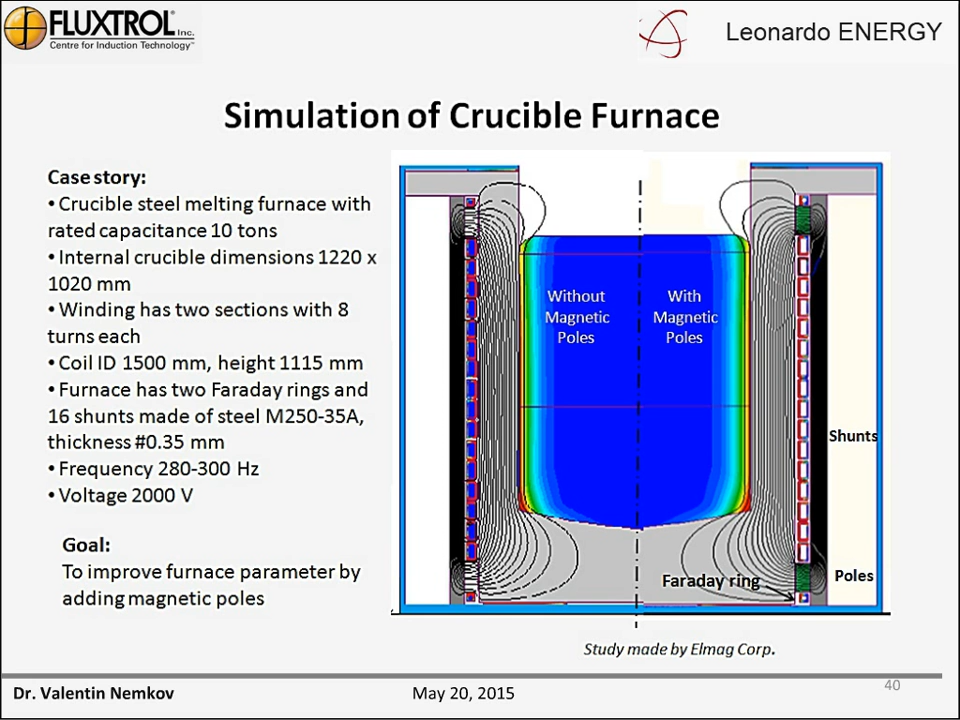 FLUXTROL® Inc.
Centre for Induction Technology™
Leonardo ENERGY
Simulation of Crucible Furnace
Case story:
• Crucible steel melting furnace with
rated capacitance 10 tons
• Internal crucible dimensions 1220 x
1020 mm
• Winding has two sections with 8
turns each
• Coil ID 1500 mm, height 1115 mm
• Furnace has two Faraday rings and
16 shunts made of steel M250-35A,
thickness #0.35 mm
• Frequency 280-300 Hz
• Voltage 2000 V
Goal:
To improve furnace parameter by
adding magnetic poles
Without
Magnetic
Poles
With
Magnetic
Poles
Shunts
Poles
Faraday ring
Study made by Elmag Corp.
Dr. Valentin Nemkov
May 20, 2015
40